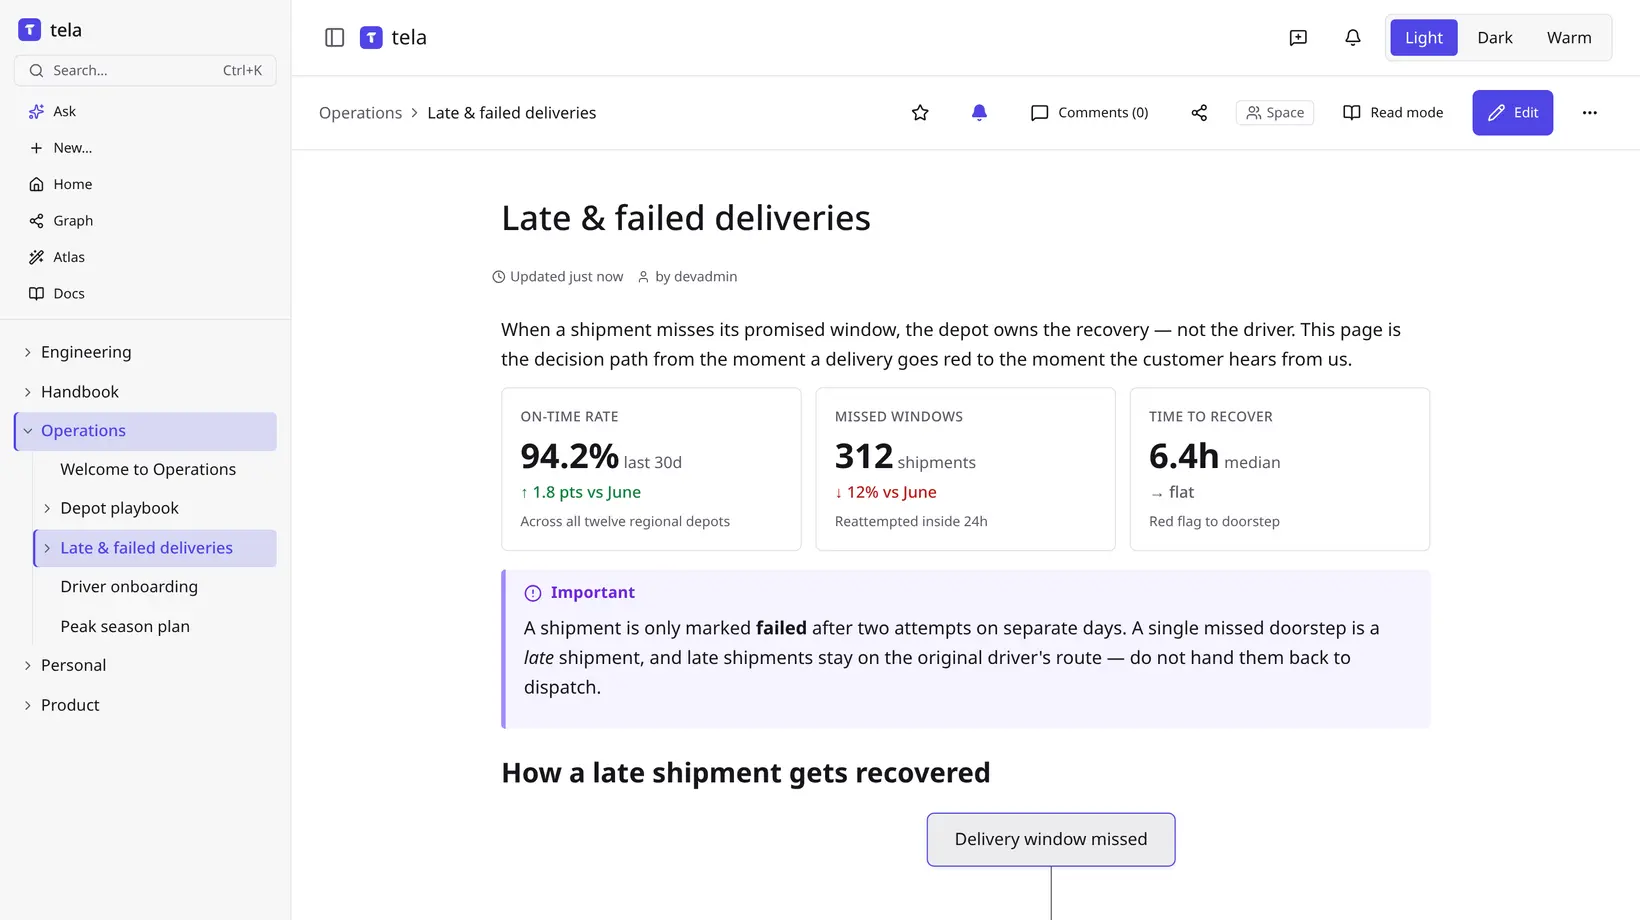 tela
Search... Ctrl+K
Ask
New...
Home
Graph
Atlas
Docs
Engineering
Handbook
Operations
Welcome to Operations
Depot playbook
Late & failed deliveries
Driver onboarding
Peak season plan
Personal
Product
tela
Light Dark Warm
Operations > Late & failed deliveries
Comments (0) Space Read mode Edit
Late & failed deliveries
Updated just now by devadmin
When a shipment misses its promised window, the depot owns the recovery — not the driver. This page is
the decision path from the moment a delivery goes red to the moment the customer hears from us.
ON-TIME RATE
94.2% last 30d
↑ 1.8 pts vs June
Across all twelve regional depots
MISSED WINDOWS
312 shipments
↓ 12% vs June
Reattempted inside 24h
TIME TO RECOVER
6.4h median
→ flat
Red flag to doorstep
Important
A shipment is only marked failed after two attempts on separate days. A single missed doorstep is a
late shipment, and late shipments stay on the original driver's route — do not hand them back to
dispatch.
How a late shipment gets recovered
Delivery window missed